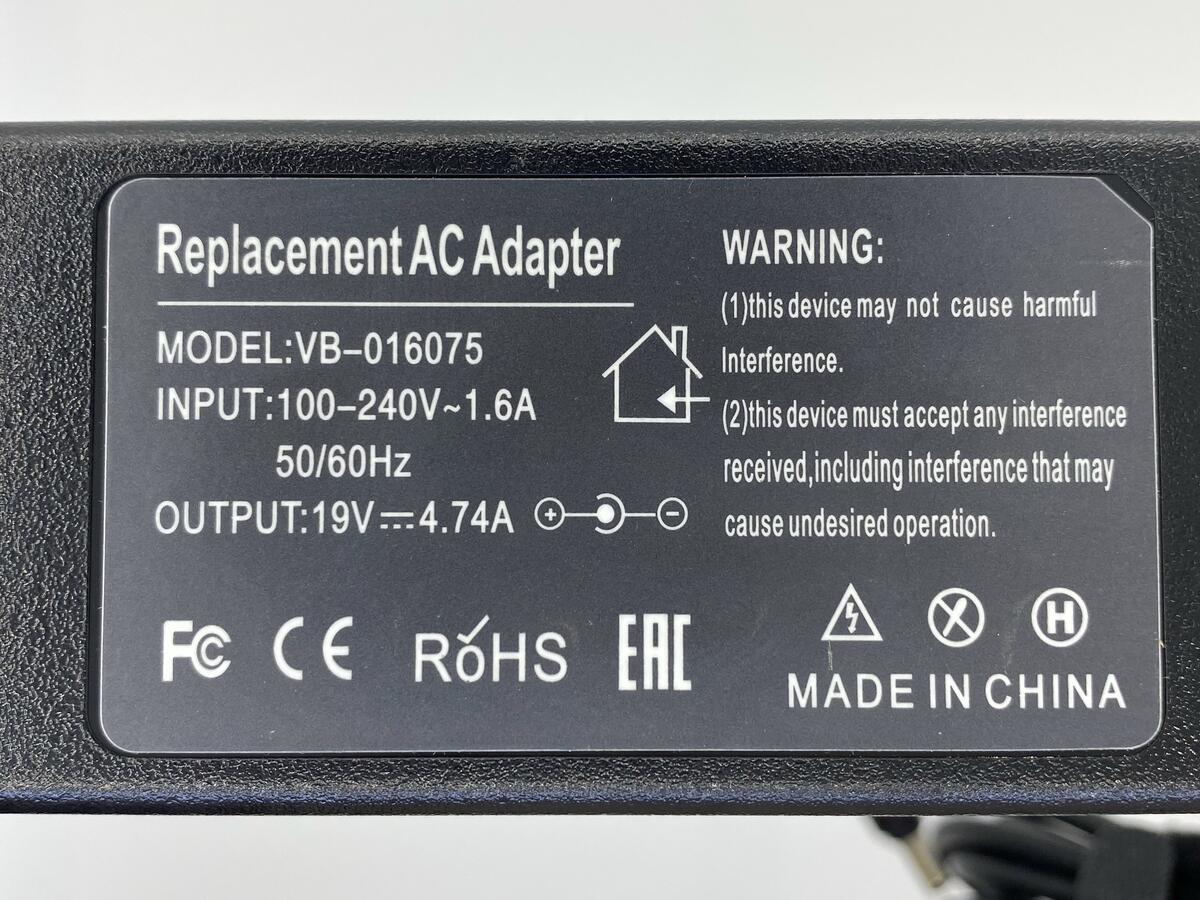 Replacement AC Adapter
MODEL:VB-016075
INPUT:100-240V~1.6A
50/60Hz
OUTPUT:19V⎓4.74A
FC CE RoHS EAC
WARNING:
(1)this device may not cause harmful
Interference.
(2)this device must accept any interference
received,including interference that may
cause undesired operation.
H
MADE IN CHINA